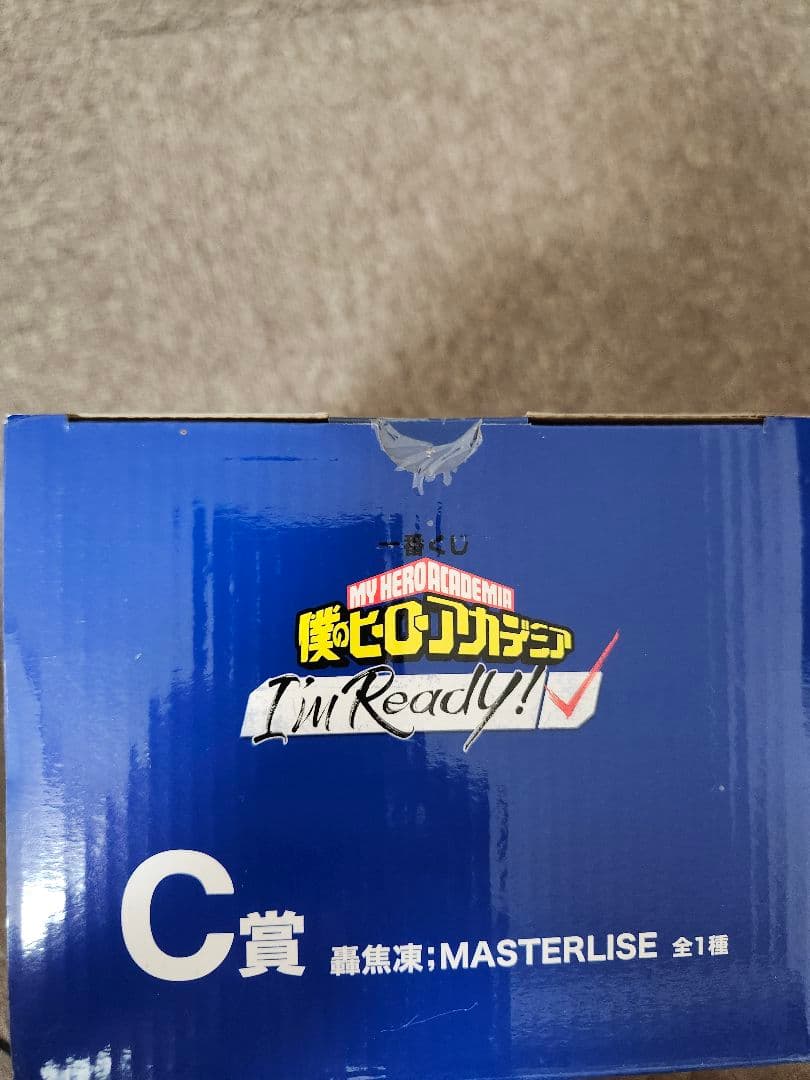 一番くじ
MY HERO ACADEMIA
僕のヒーローアカデミア
I'm Ready!
C賞 轟焦凍;MASTERLISE 全1種